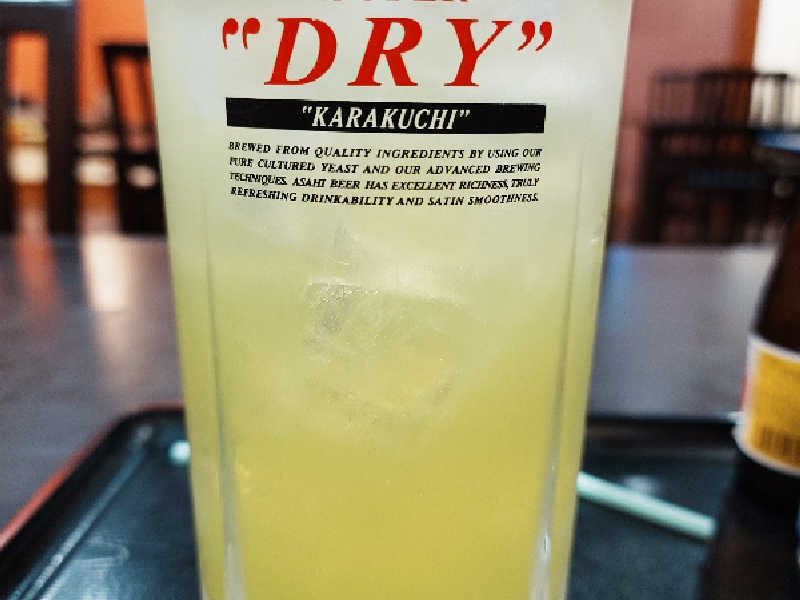 "DRY"
"KARAKUCHI"
BREWED FROM QUALITY INGREDIENTS BY USING OUR
PURE CULTURED YEAST AND OUR ADVANCED BREWING
TECHNIQUES. ASAHI BEER HAS EXCELLENT RICHNESS, TRULY
REFRESHING DRINKABILITY AND SATIN SMOOTHNESS.